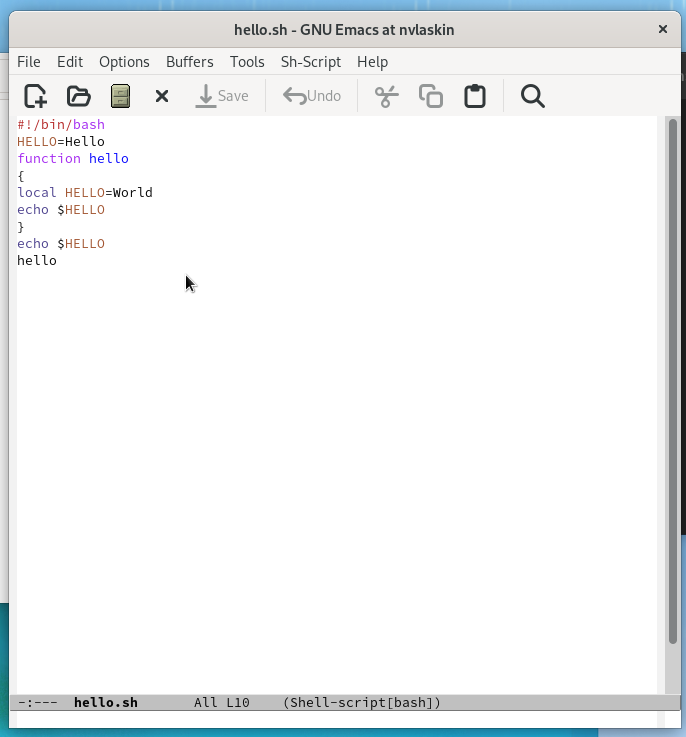 hello.sh - GNU Emacs at nvlaskin
File Edit Options Buffers Tools Sh-Script Help
Save Undo
#!/bin/bash
HELLO=Hello
function hello
{
local HELLO=World
echo $HELLO
}
echo $HELLO
hello
-:--- hello.sh All L10 (Shell-script[bash])